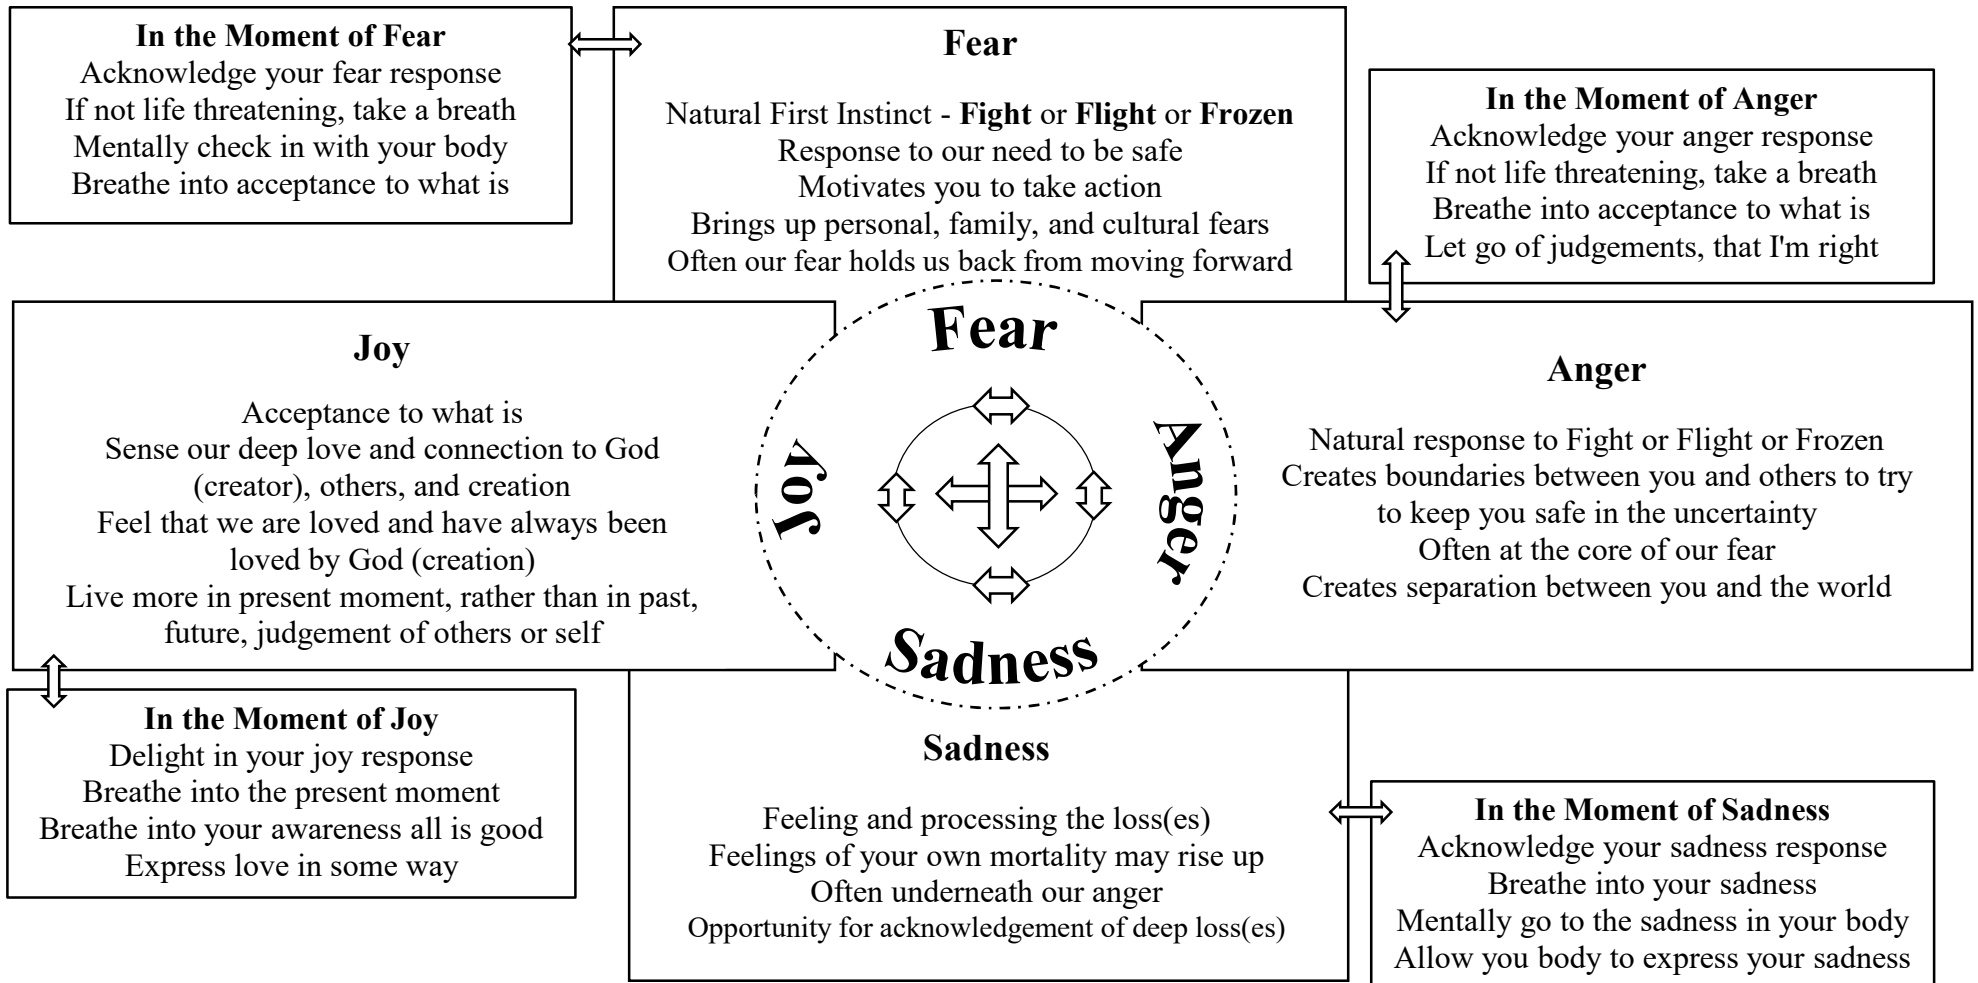 In the Moment of Fear
Acknowledge your fear response
If not life threatening, take a breath
Mentally check in with your body
Breathe into acceptance to what is
Fear
Natural First Instinct - Fight or Flight or Frozen
Response to our need to be safe
Motivates you to take action
Brings up personal, family, and cultural fears
Often our fear holds us back from moving forward
In the Moment of Anger
Acknowledge your anger response
If not life threatening, take a breath
Breathe into acceptance to what is
Let go of judgements, that I'm right
Joy
Acceptance to what is
Sense our deep love and connection to God
(creator), others, and creation
Feel that we are loved and have always been
loved by God (creation)
Live more in present moment, rather than in past,
future, judgement of others or self
Fear
Joy
Anger
Sadness
Anger
Natural response to Fight or Flight or Frozen
Creates boundaries between you and others to try
to keep you safe in the uncertainty
Often at the core of our fear
Creates separation between you and the world
In the Moment of Joy
Delight in your joy response
Breathe into the present moment
Breathe into your awareness all is good
Express love in some way
Sadness
Feeling and processing the loss(es)
Feelings of your own mortality may rise up
Often underneath our anger
Opportunity for acknowledgement of deep loss(es)
In the Moment of Sadness
Acknowledge your sadness response
Breathe into your sadness
Mentally go to the sadness in your body
Allow you body to express your sadness